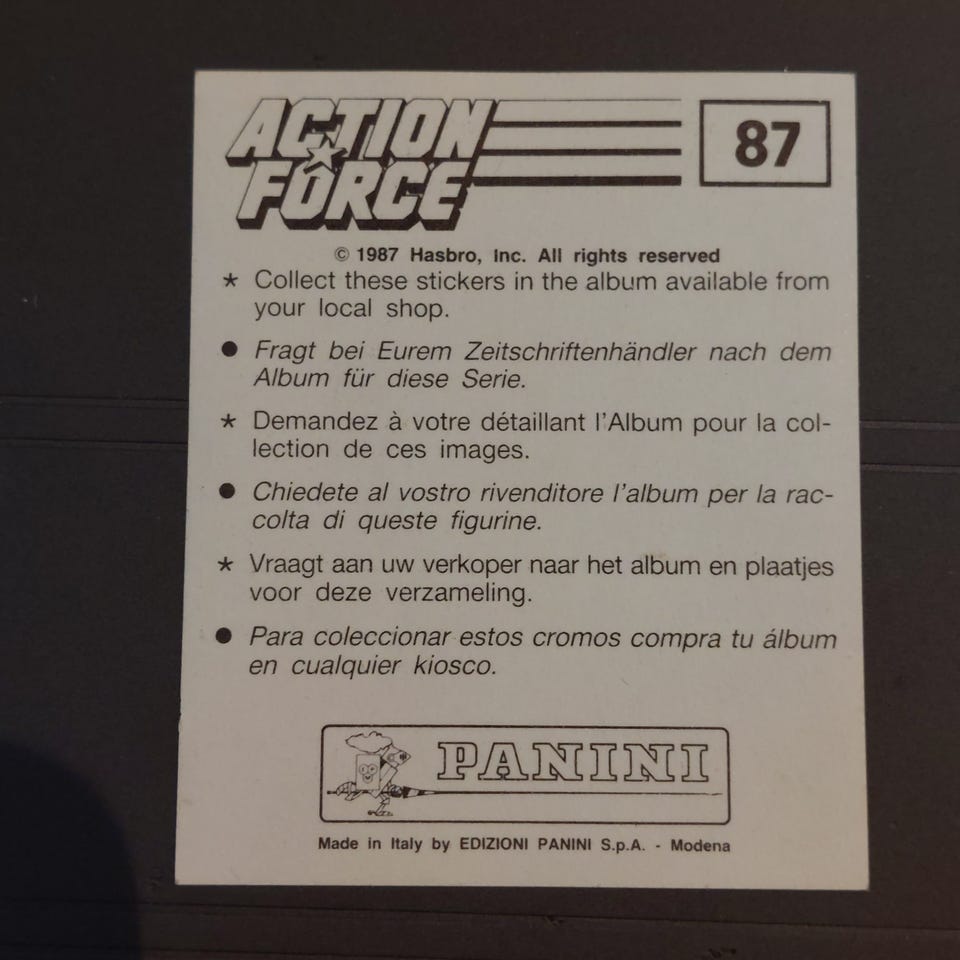 ACTION
FORCE
87
© 1987 Hasbro, Inc. All rights reserved
* Collect these stickers in the album available from
your local shop.
● Fragt bei Eurem Zeitschriftenhändler nach dem
Album für diese Serie.
* Demandez à votre détaillant l'Album pour la col-
lection de ces images.
● Chiedete al vostro rivenditore l'album per la rac-
colta di queste figurine.
* Vraagt aan uw verkoper naar het album en plaatjes
voor deze verzameling.
● Para coleccionar estos cromos compra tu álbum
en cualquier kiosco.
PANINI
Made in Italy by EDIZIONI PANINI S.p.A. - Modena